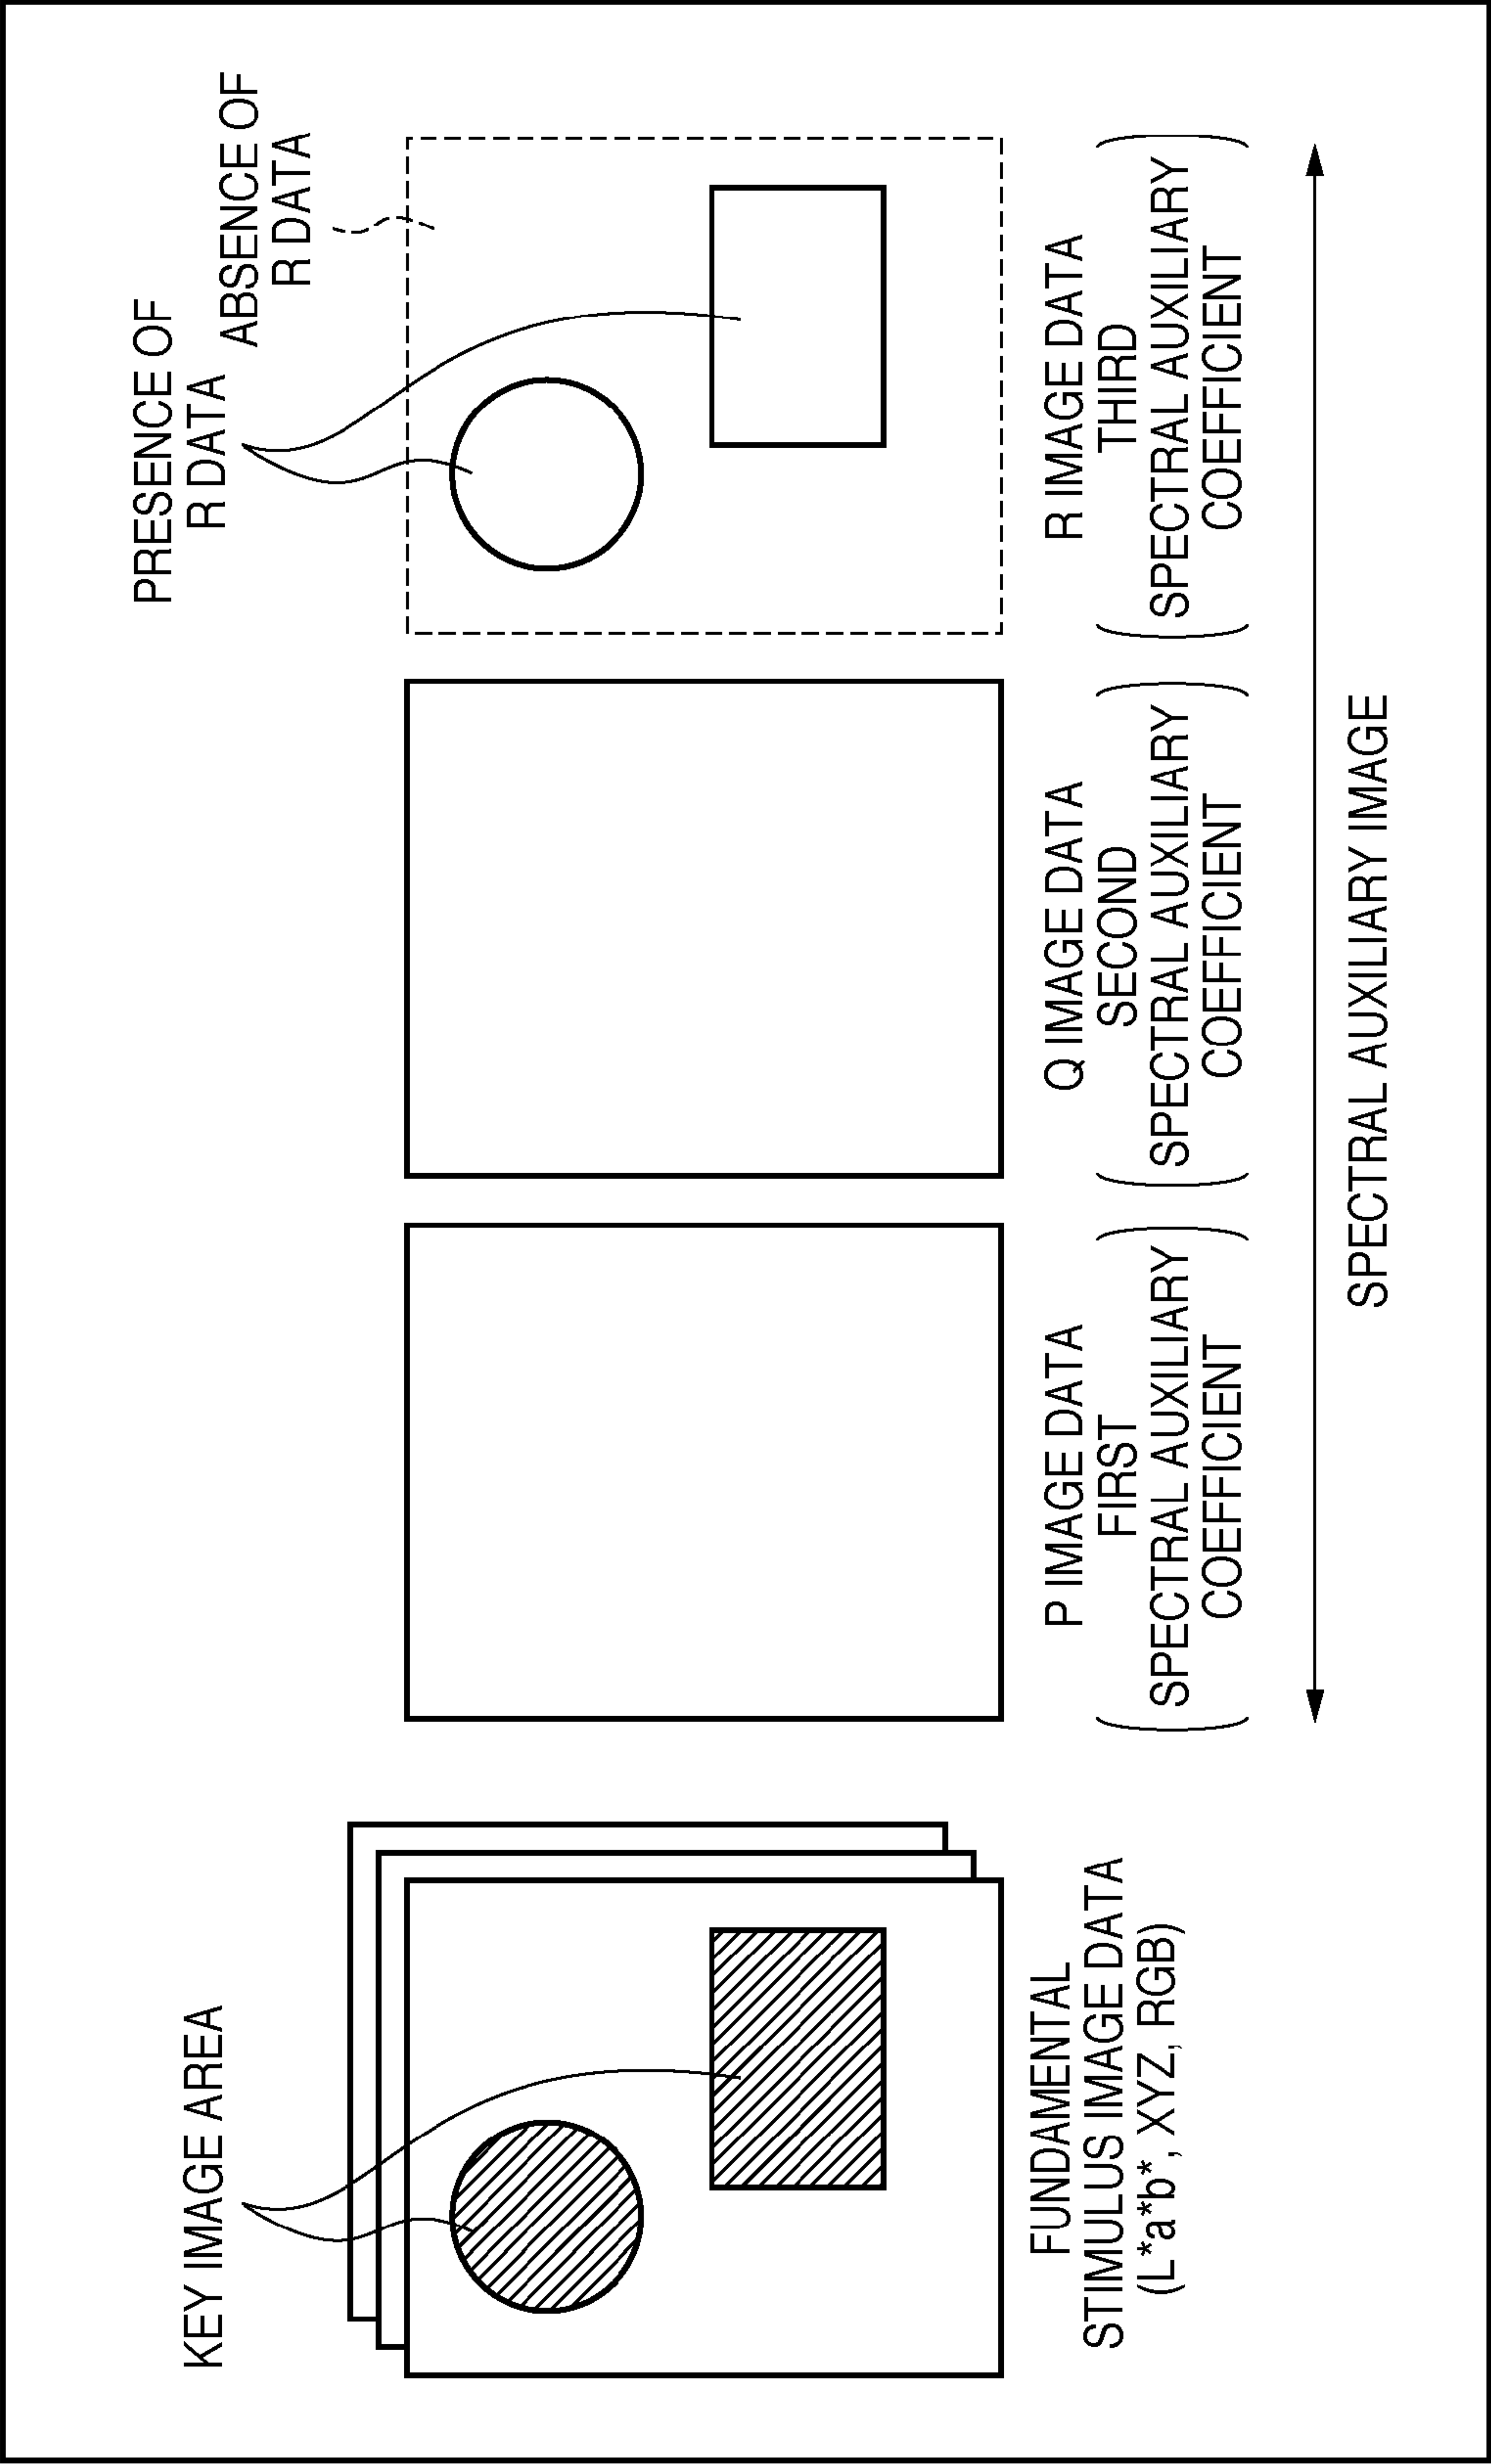 KEY IMAGE AREA
PRESENCE OF
R DATA
ABSENCE OF
R DATA
FUNDAMENTAL
STIMULUS IMAGE DATA
(L*a*b*, XYZ, RGB)
P IMAGE DATA
FIRST
SPECTRAL AUXILIARY
COEFFICIENT
Q IMAGE DATA
SECOND
SPECTRAL AUXILIARY
COEFFICIENT
R IMAGE DATA
THIRD
SPECTRAL AUXILIARY
COEFFICIENT
SPECTRAL AUXILIARY IMAGE